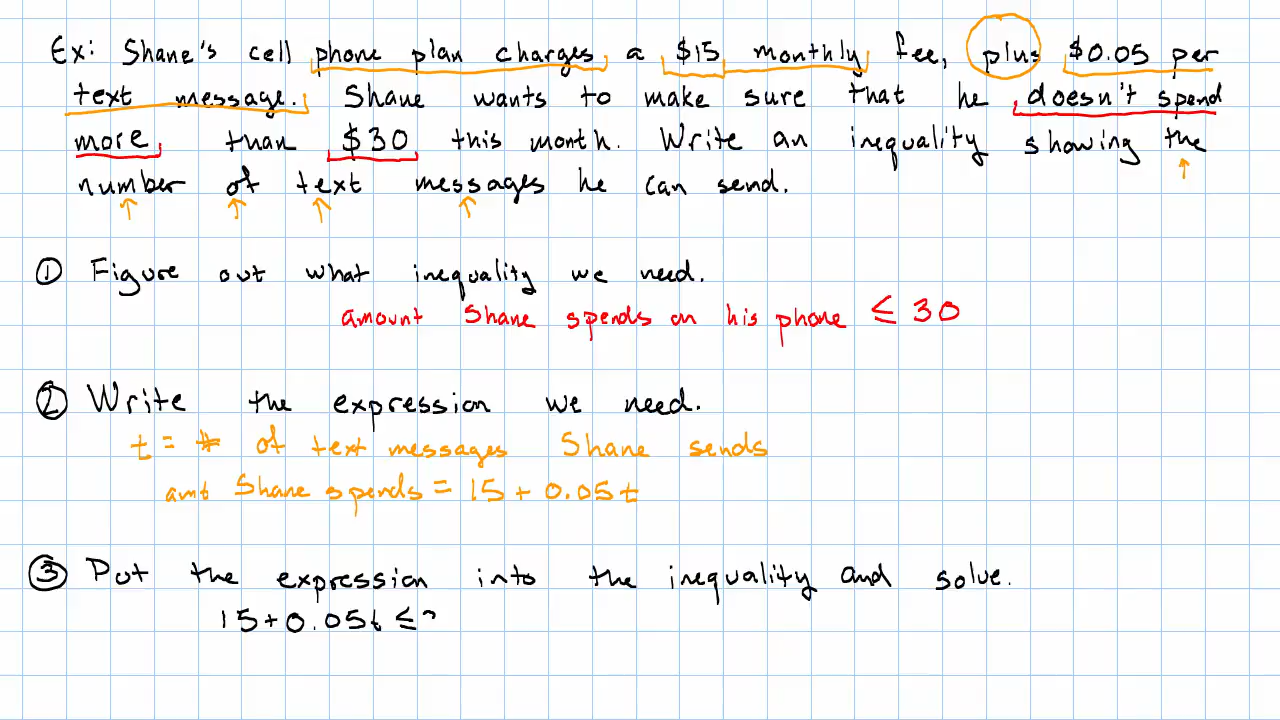 Ex: Shane's cell phone plan charges a $15 monthly fee, plus $0.05 per
text message. Shane wants to make sure that he doesn't spend
more than $30 this month. Write an inequality showing the
number of text messages he can send.
① Figure out what inequality we need.
amount Shane spends on his phone ≤ 30
② Write the expression we need.
t = # of text messages Shane sends
amt Shane spends = 15 + 0.05t
③ Put the expression into the inequality and solve.
15 + 0.05t ≤